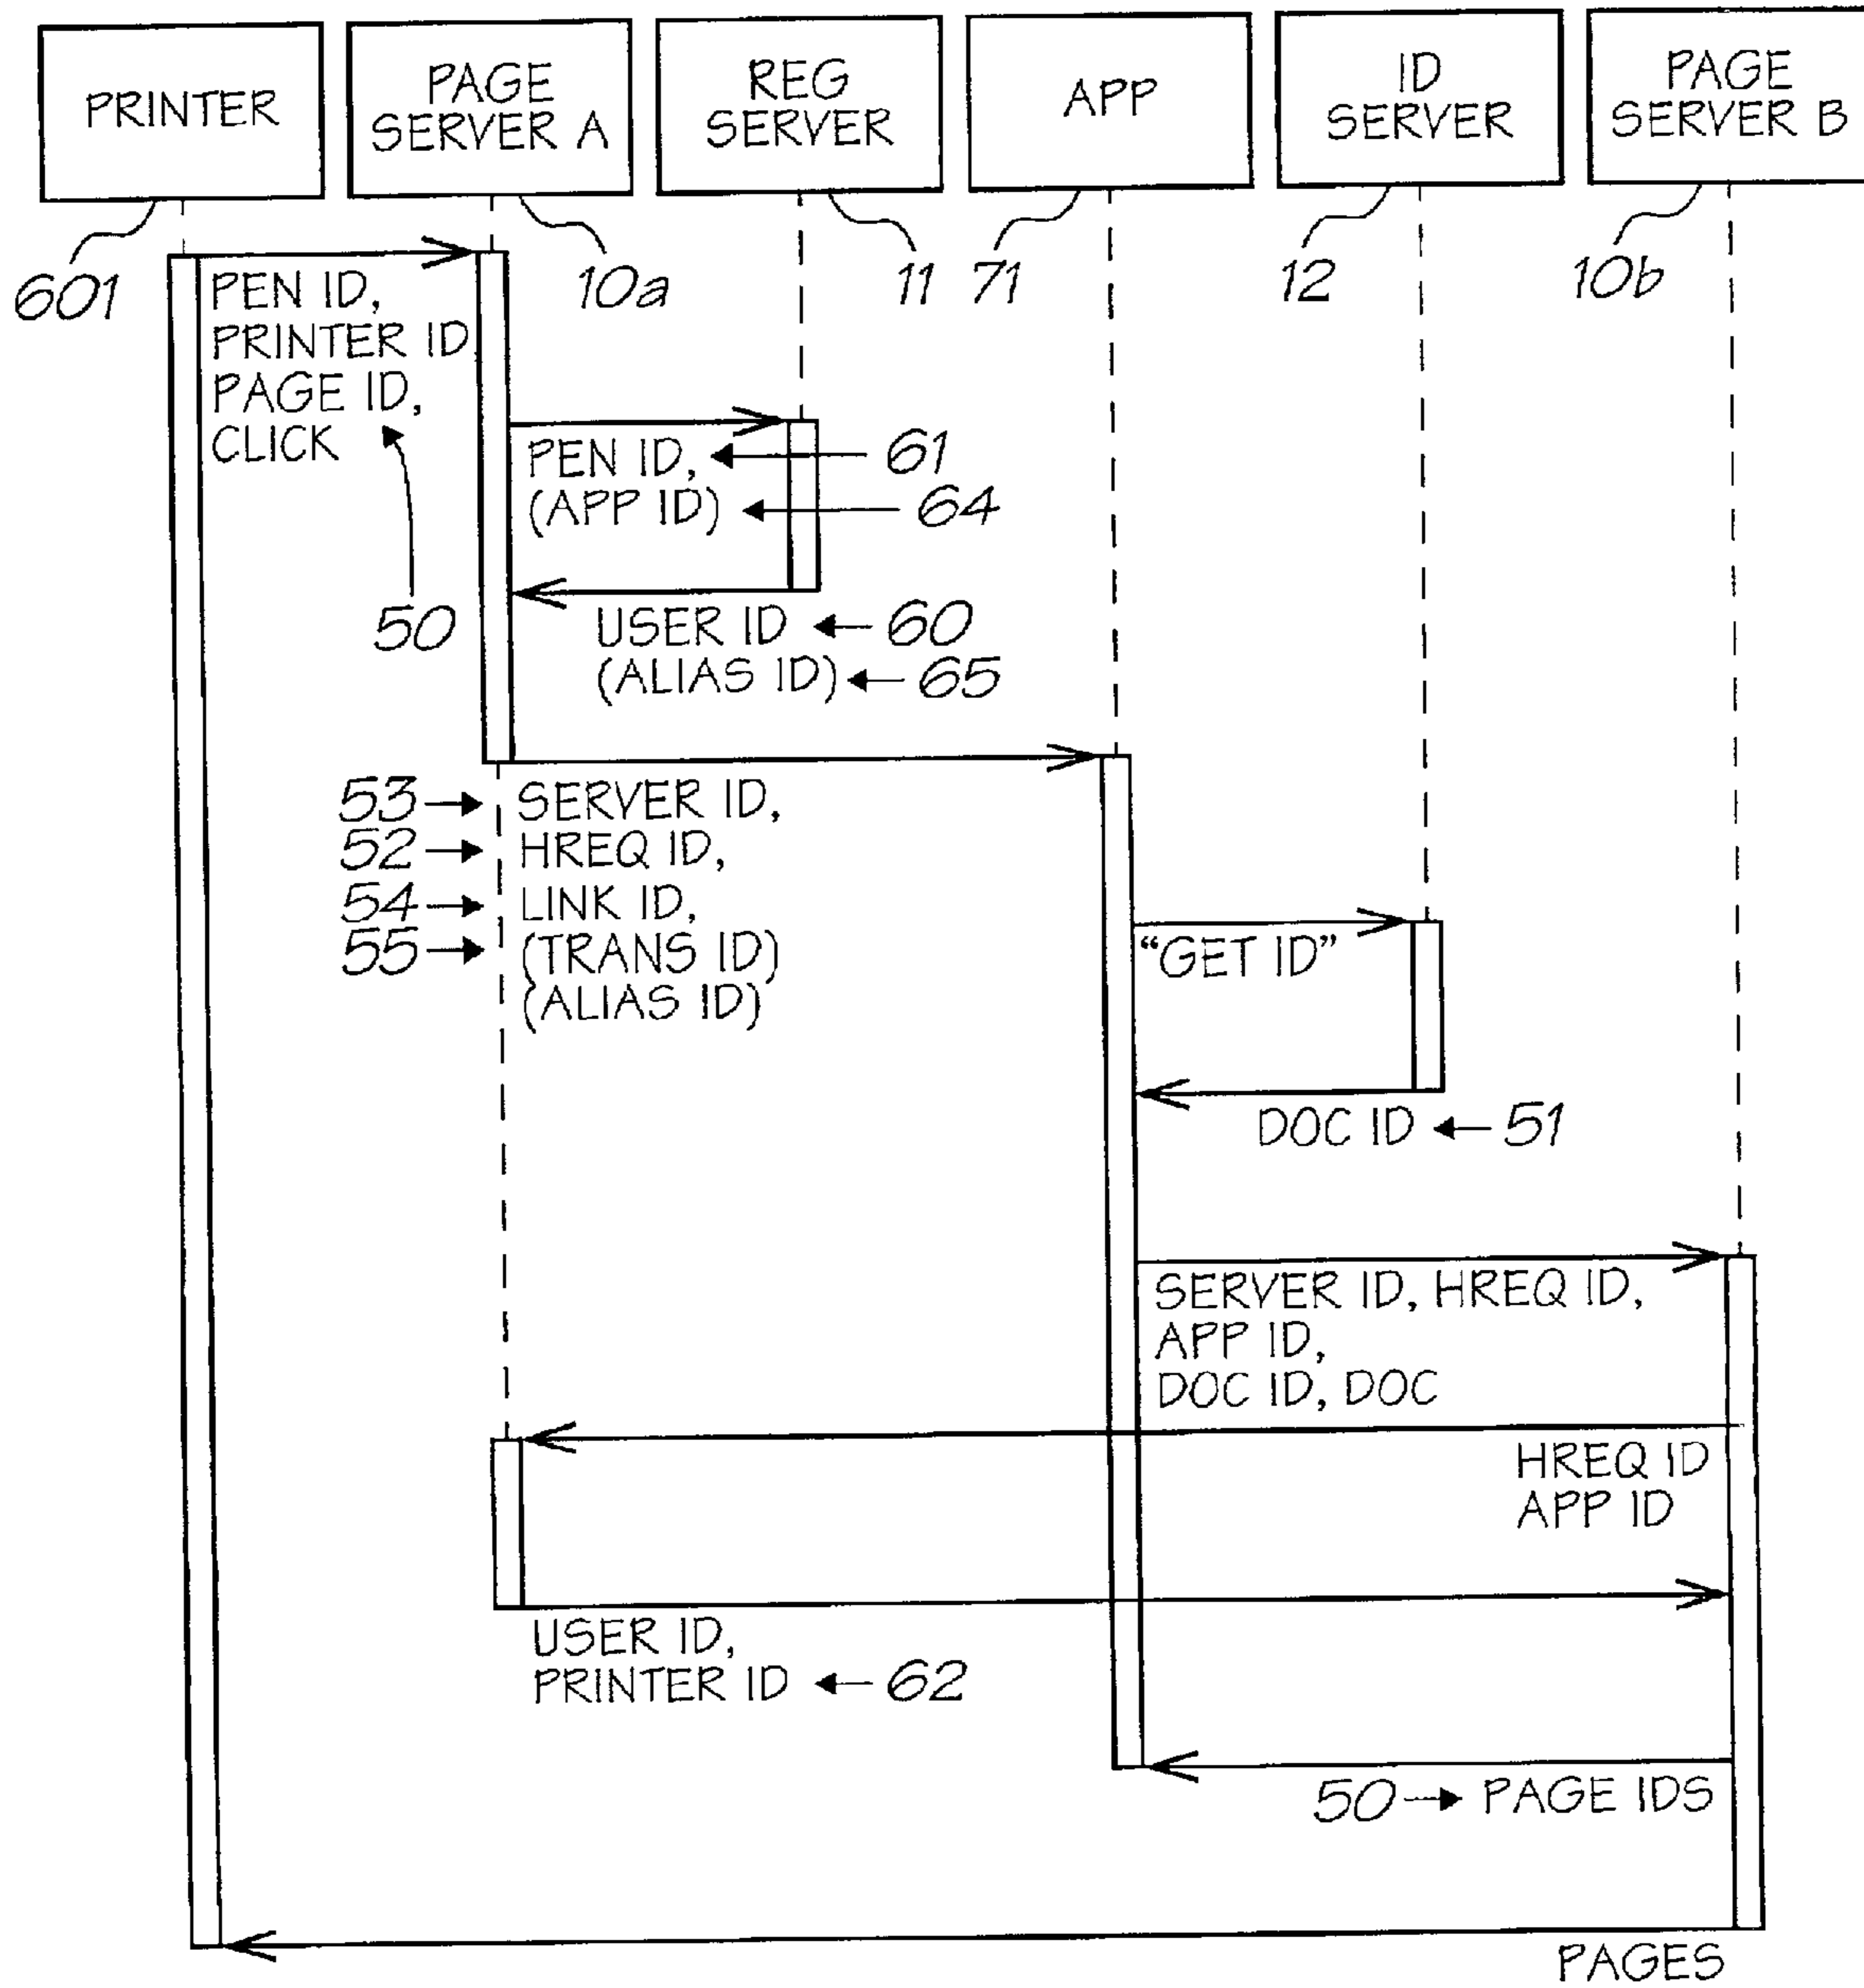 PRINTER
PAGE
SERVER A
REG
SERVER
APP
ID
SERVER
PAGE
SERVER B
601
10a
11
71
12
10b
PEN ID,
PRINTER ID
PAGE ID,
CLICK
50
PEN ID, 61
(APP ID) 64
USER ID 60
(ALIAS ID) 65
53 SERVER ID,
52 HREQ ID,
54 LINK ID,
55 (TRANS ID)
(ALIAS ID)
“GET ID”
DOC ID 51
SERVER ID, HREQ ID,
APP ID,
DOC ID, DOC
HREQ ID
APP ID
USER ID,
PRINTER ID 62
50 PAGE IDS
PAGES